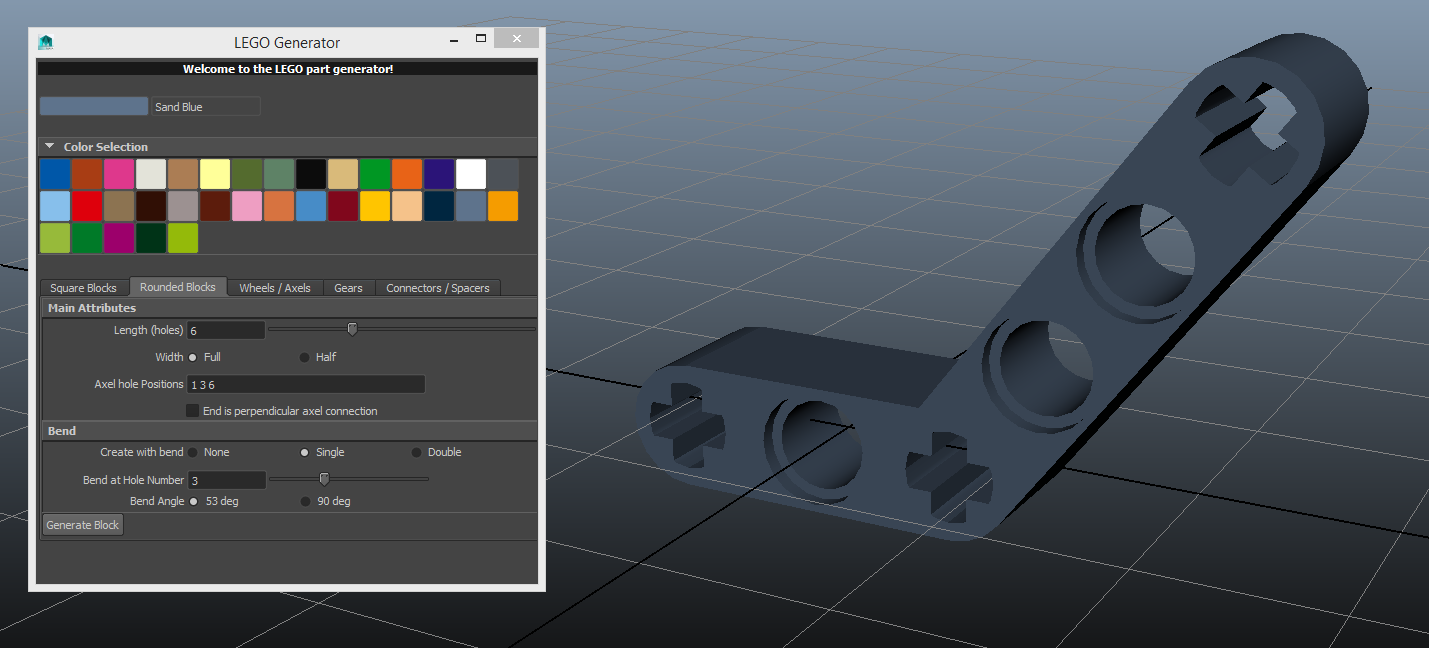 LEGO Generator
Welcome to the LEGO part generator!
Sand Blue
Color Selection
Square Blocks Rounded Blocks Wheels / Axels Gears Connectors / Spacers
Main Attributes
Length (holes) 6
Width Full Half
Axel hole Positions 1 3 6
End is perpendicular axel connection
Bend
Create with bend None Single Double
Bend at Hole Number 3
Bend Angle 53 deg 90 deg
Generate Block